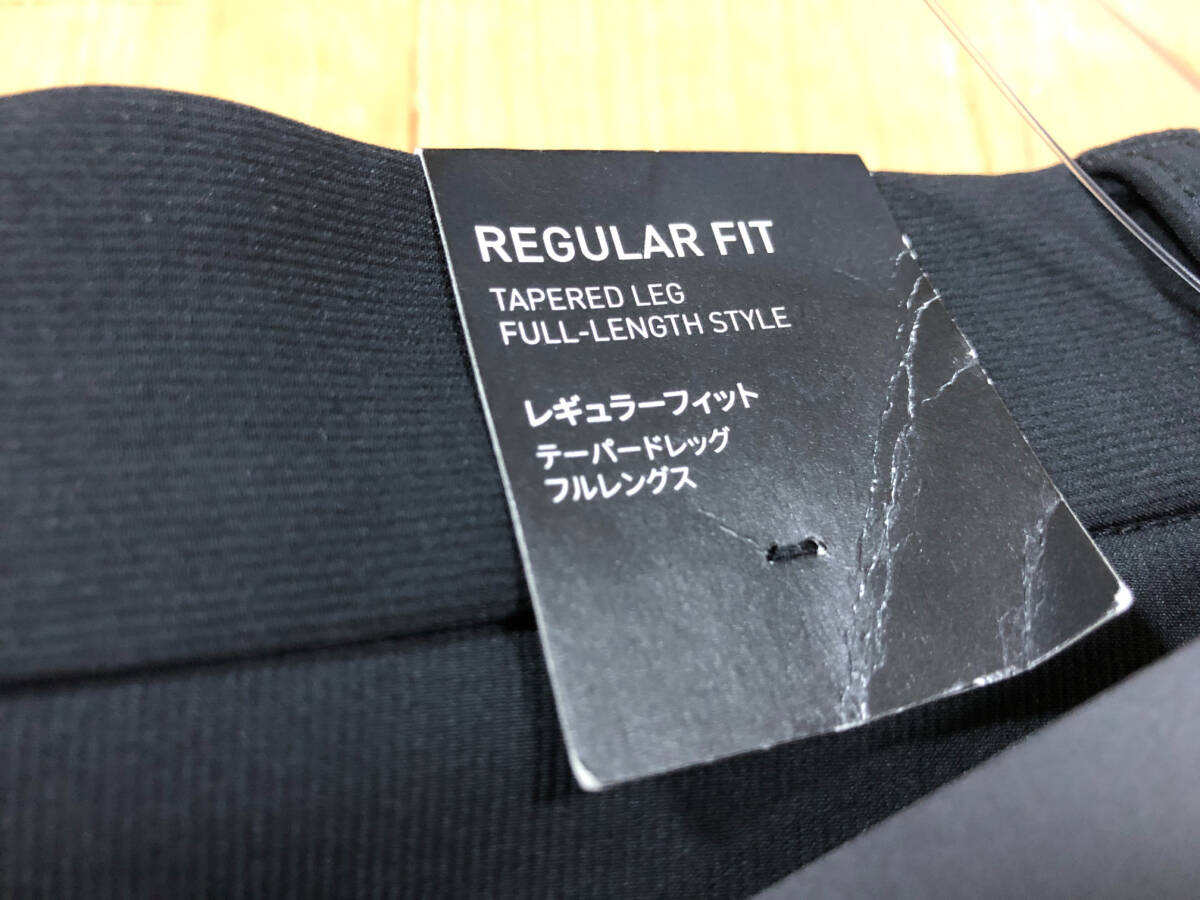 REGULAR FIT
TAPERED LEG
FULL-LENGTH STYLE
レギュラーフィット
テーパードレッグ
フルレングス